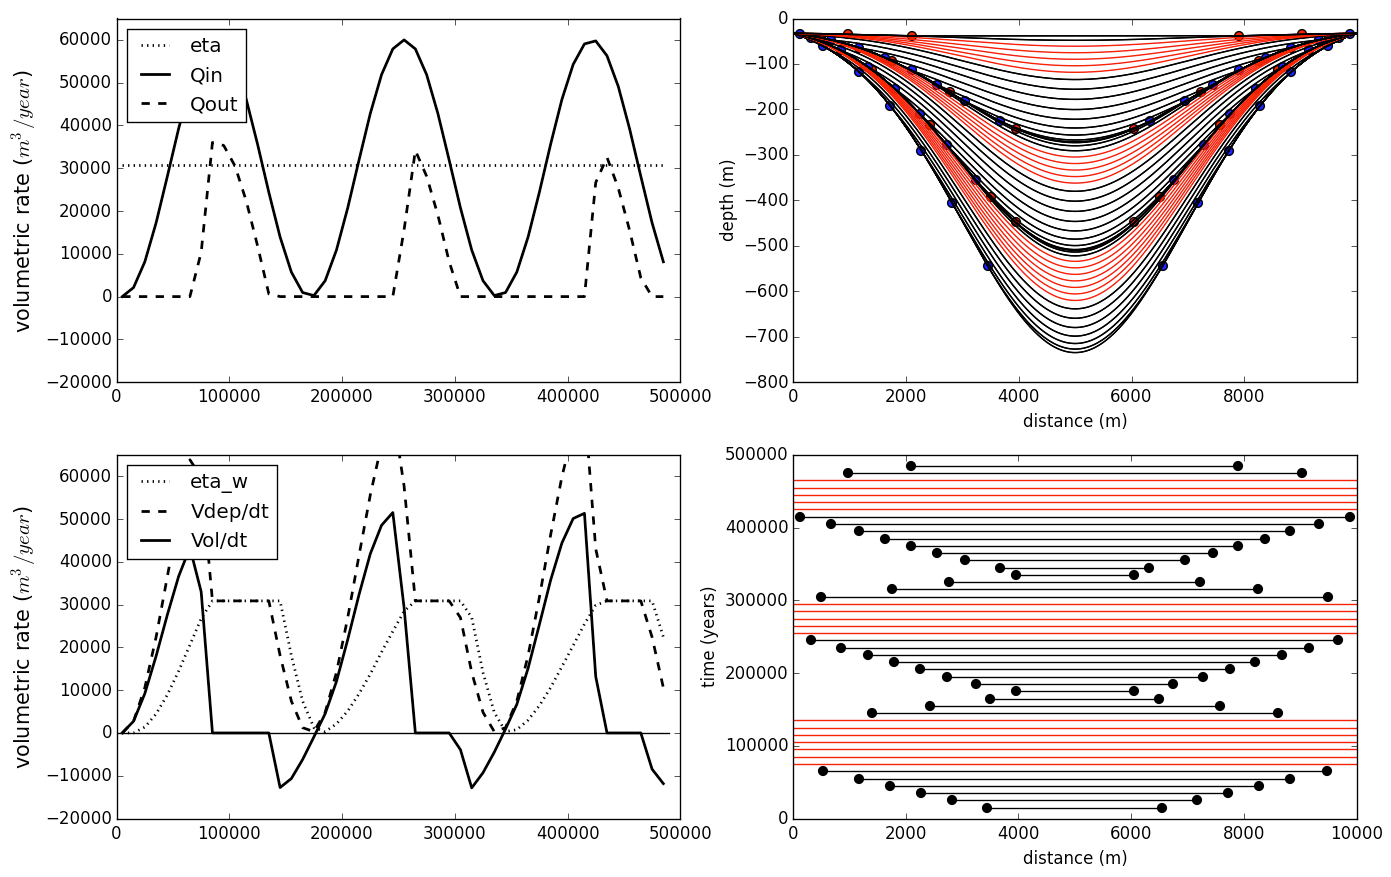 volumetric rate (m³/year)
60000
50000
40000
30000
20000
10000
0
−10000
−20000
eta
Qin
Qout
0 100000 200000 300000 400000 500000
depth (m)
0
−100
−200
−300
−400
−500
−600
−700
−800
0 2000 4000 6000 8000
distance (m)
volumetric rate (m³/year)
60000
50000
40000
30000
20000
10000
0
−10000
−20000
eta_w
Vdep/dt
Vol/dt
0 100000 200000 300000 400000 500000
time (years)
500000
400000
300000
200000
100000
0
0 2000 4000 6000 8000 10000
distance (m)